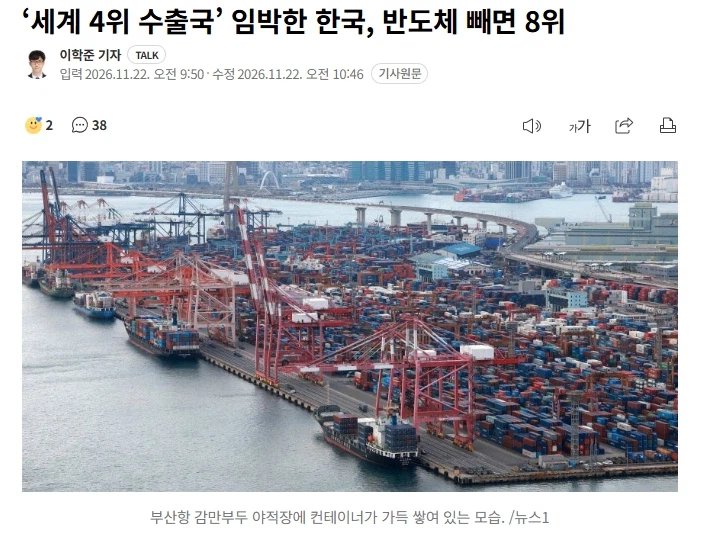 ‘세계 4위 수출국’ 임박한 한국, 반도체 빼면 8위
이학준 기자 TALK
입력 2026.11.22. 오전 9:50 · 수정 2026.11.22. 오전 10:46 기사원문
2 38 가가
부산항 감만부두 야적장에 컨테이너가 가득 쌓여 있는 모습. /뉴스1